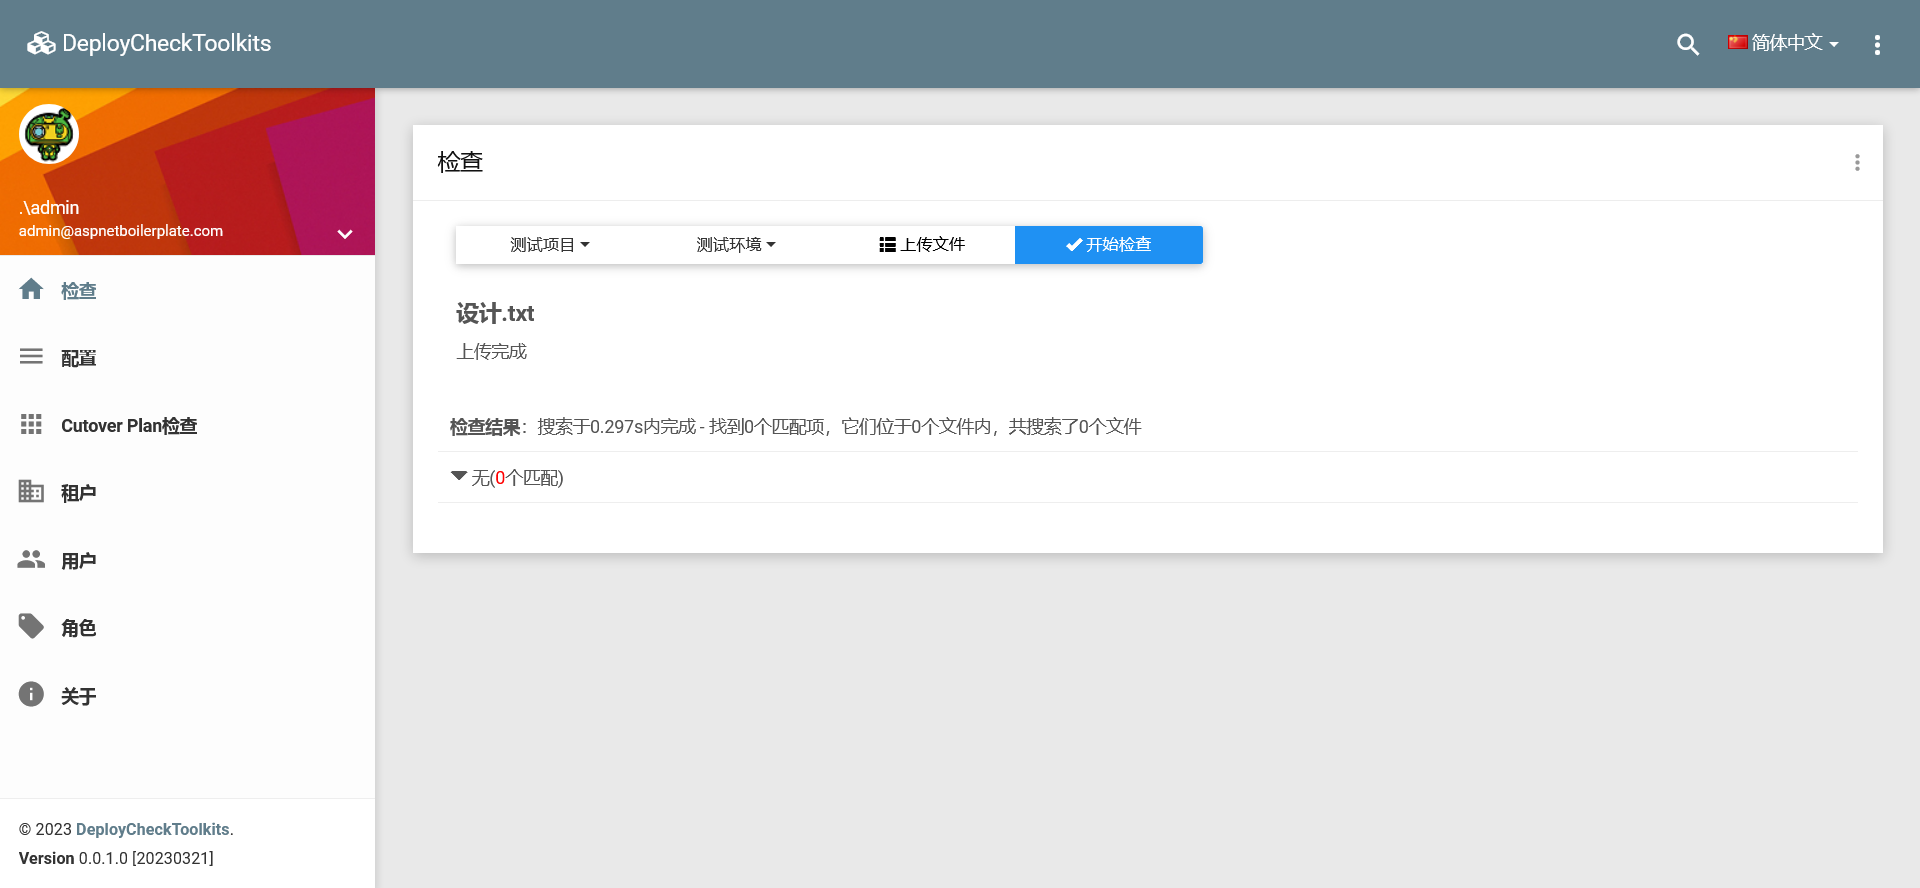 DeployCheckToolkits
简体中文
.\admin
admin@aspnetboilerplate.com
检查
配置
Cutover Plan检查
租户
用户
角色
关于
© 2023 DeployCheckToolkits.
Version 0.0.1.0 [20230321]
检查
测试项目 测试环境 上传文件 开始检查
设计.txt
上传完成
检查结果：搜索于0.297s内完成 - 找到0个匹配项，它们位于0个文件内，共搜索了0个文件
无(0个匹配)